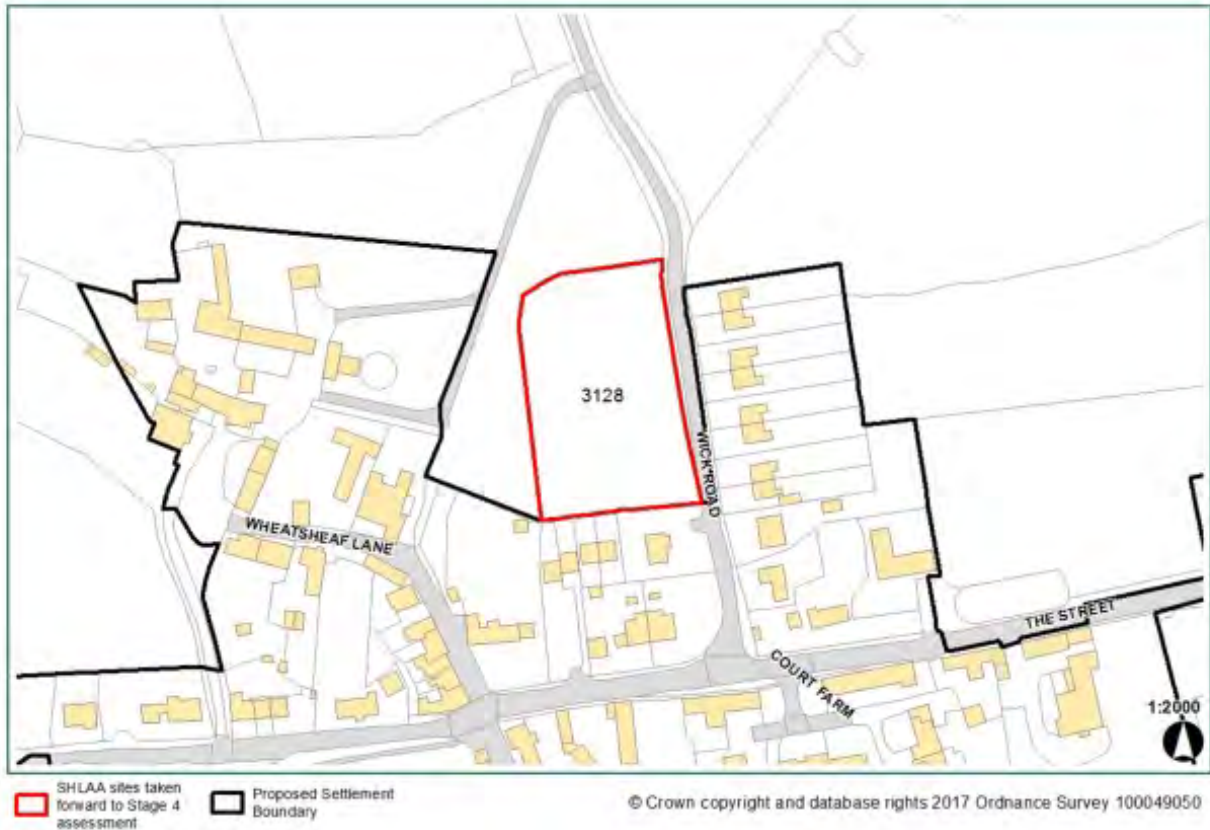 3128
WICK ROAD
WHEATSHEAF LANE
THE STREET
COURT FARM
1:2000
SHLAA sites taken
forward to Stage 4
assessment
Proposed Settlement
Boundary
© Crown copyright and database rights 2017 Ordnance Survey 100049050